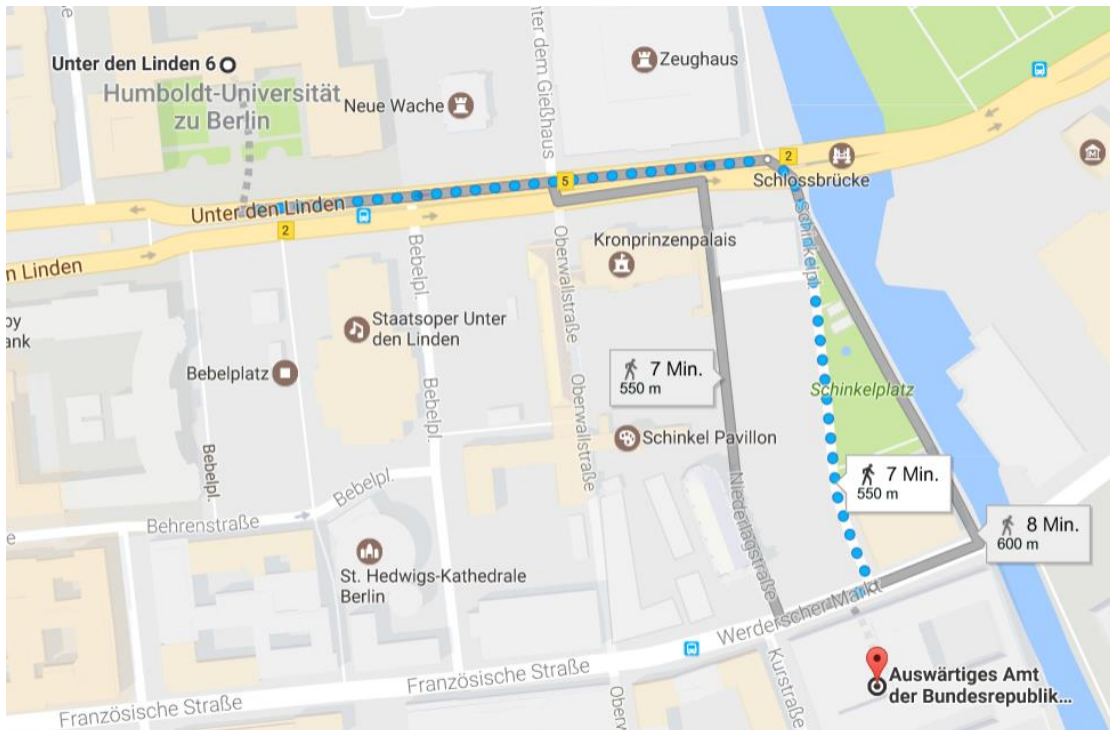 Unter den Linden 6
Humboldt-Universität
zu Berlin
Neue Wache
Unter dem Gießhaus
Zeughaus
2
Schlossbrücke
5
Unter den Linden
2
n Linden
Bebelpl.
Oberwallstraße
Kronprinzenpalais
Schinkelpl.
Staatsoper Unter
den Linden
Bebelplatz
7 Min.
550 m
Schinkelplatz
Bebelpl.
Oberwallstraße
Schinkel Pavillon
Bebelpl.
Bebelpl.
Behrenstraße
7 Min.
550 m
Niederlagstraße
8 Min.
600 m
St. Hedwigs-Kathedrale
Berlin
Werderscher Markt
Französische Straße
Französische Straße
Kurstraße
Auswärtiges Amt
der Bundesrepublik...